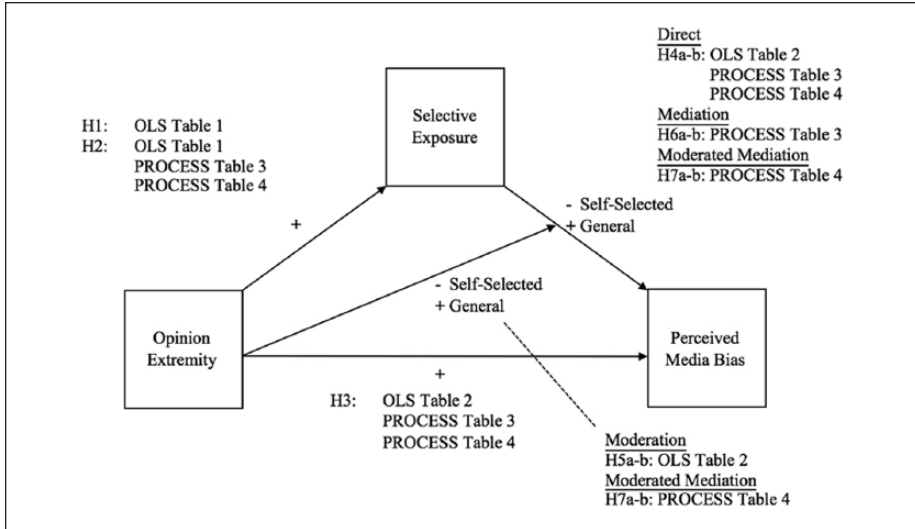 Direct
H4a-b: OLS Table 2
PROCESS Table 3
PROCESS Table 4
Mediation
H6a-b: PROCESS Table 3
Moderated Mediation
H7a-b: PROCESS Table 4
Selective
Exposure
H1: OLS Table 1
H2: OLS Table 1
PROCESS Table 3
PROCESS Table 4
+
- Self-Selected
+ General
- Self-Selected
+ General
Opinion
Extremity
Perceived
Media Bias
+
H3: OLS Table 2
PROCESS Table 3
PROCESS Table 4
Moderation
H5a-b: OLS Table 2
Moderated Mediation
H7a-b: PROCESS Table 4